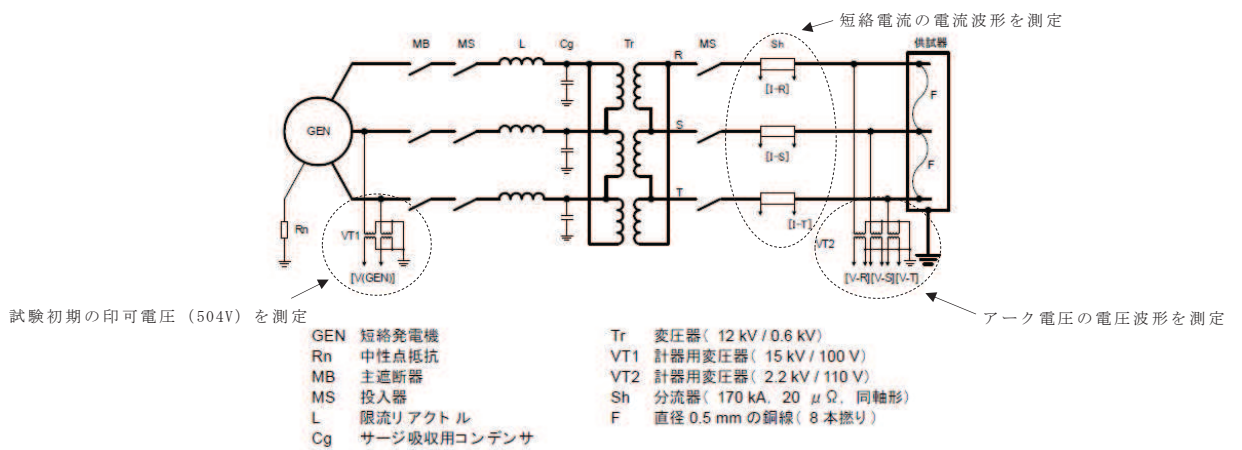 短絡電流の電流波形を測定
MB MS L Cg Tr R MS Sh 供試器
[I-R]
F
GEN S
[I-S]
F
T
[I-T]
Rn VT1 VT2
[V(GEN)] [V-R][V-S][V-T]
試験初期の印可電圧 (504V) を測定
アーク電圧の電圧波形を測定
GEN 短絡発電機
Rn 中性点抵抗
MB 主遮断器
MS 投入器
L 限流リアクトル
Cg サージ吸収用コンデンサ
Tr 変圧器( 12 kV / 0.6 kV)
VT1 計器用変圧器( 15 kV / 100 V)
VT2 計器用変圧器( 2.2 kV / 110 V)
Sh 分流器( 170 kA, 20 μΩ, 同軸形)
F 直径 0.5 mm の銅線( 8 本撚り)